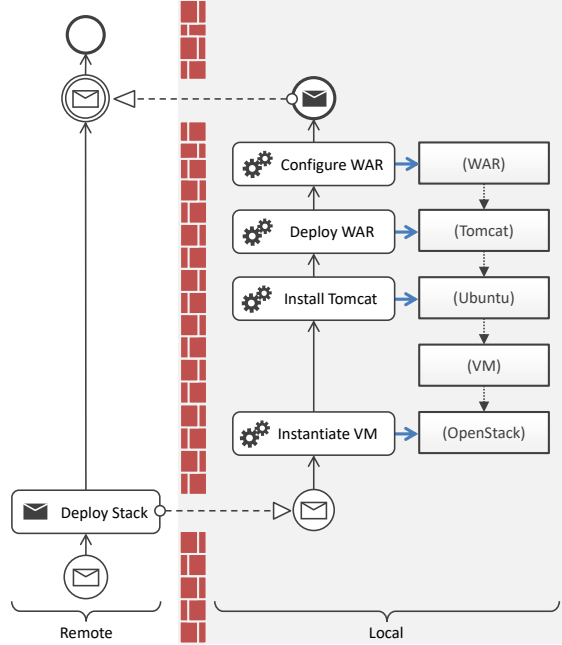 Configure WAR
(WAR)
Deploy WAR
(Tomcat)
Install Tomcat
(Ubuntu)
(VM)
Instantiate VM
(OpenStack)
Deploy Stack
Remote
Local